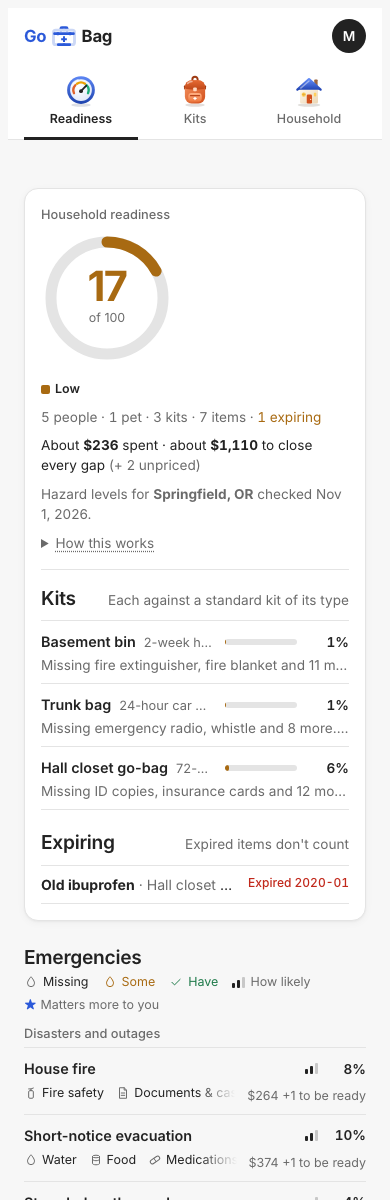 Go Bag
M
Readiness Kits Household
Household readiness
17
of 100
Low
5 people · 1 pet · 3 kits · 7 items · 1 expiring
About $236 spent · about $1,110 to close
every gap (+ 2 unpriced)
Hazard levels for Springfield, OR checked Nov
1, 2026.
How this works
Kits Each against a standard kit of its type
Basement bin 2-week h... 1%
Missing fire extinguisher, fire blanket and 11 m...
Trunk bag 24-hour car ... 1%
Missing emergency radio, whistle and 8 more....
Hall closet go-bag 72-... 6%
Missing ID copies, insurance cards and 12 mo...
Expiring Expired items don't count
Old ibuprofen · Hall closet ... Expired 2020-01
Emergencies
Missing Some Have How likely
Matters more to you
Disasters and outages
House fire 8%
Fire safety Documents & ca $264 +1 to be ready
Short-notice evacuation 10%
Water Food Medications $374 +1 to be ready